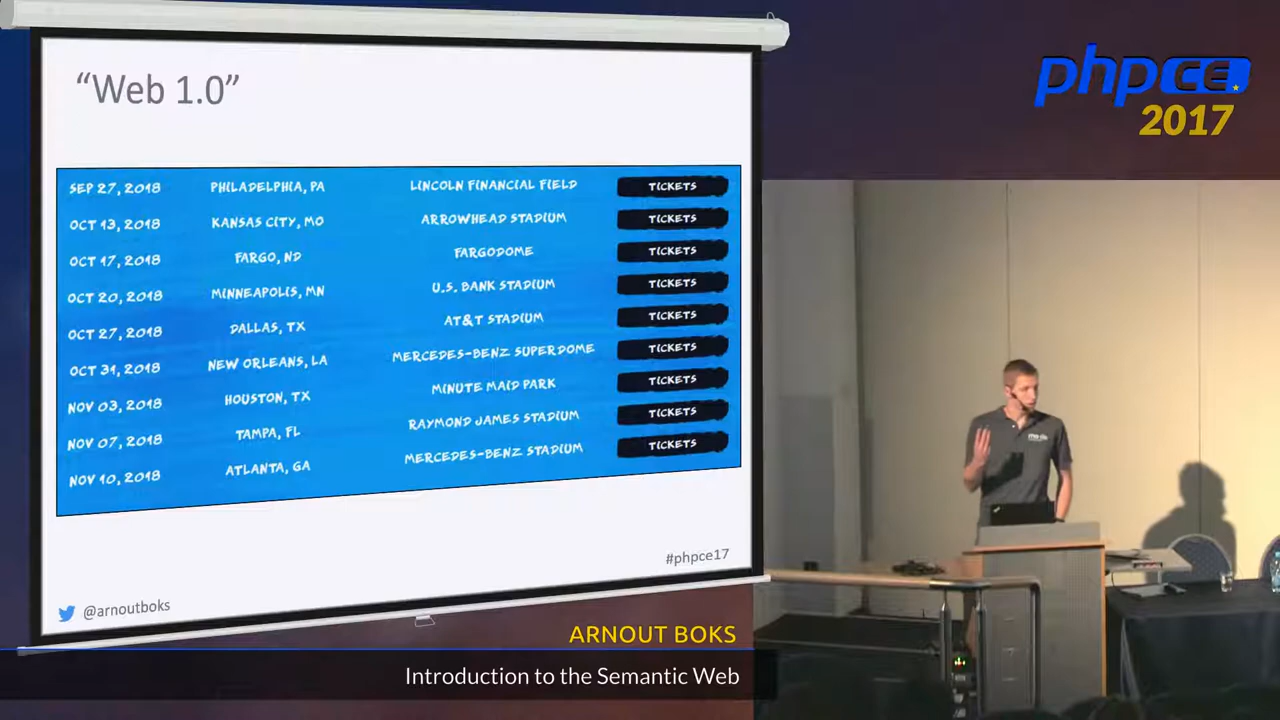 "Web 1.0"
SEP 27, 2018 PHILADELPHIA, PA LINCOLN FINANCIAL FIELD TICKETS
OCT 13, 2018 KANSAS CITY, MO ARROWHEAD STADIUM TICKETS
OCT 17, 2018 FARGO, ND FARGODOME TICKETS
OCT 20, 2018 MINNEAPOLIS, MN U.S. BANK STADIUM TICKETS
OCT 27, 2018 DALLAS, TX AT&T STADIUM TICKETS
OCT 31, 2018 NEW ORLEANS, LA MERCEDES-BENZ SUPERDOME TICKETS
NOV 03, 2018 HOUSTON, TX MINUTE MAID PARK TICKETS
NOV 07, 2018 TAMPA, FL RAYMOND JAMES STADIUM TICKETS
NOV 10, 2018 ATLANTA, GA MERCEDES-BENZ STADIUM TICKETS
#phpce17
@arnoutboks
phpCE.
2017
ARNOUT BOKS
Introduction to the Semantic Web